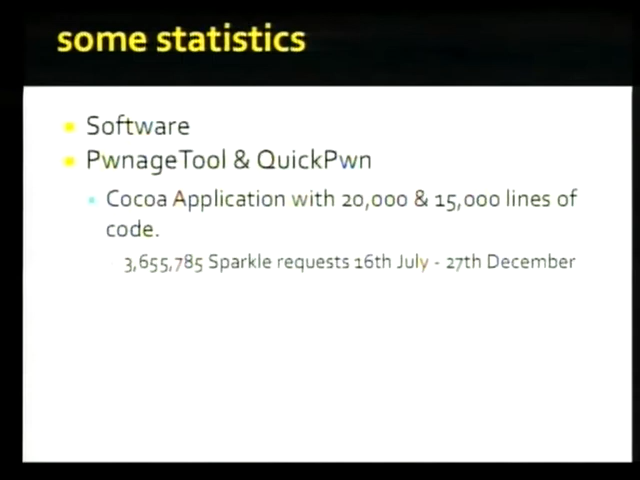 some statistics
Software
PwnageTool & QuickPwn
Cocoa Application with 20,000 & 15,000 lines of
code.
3,655,785 Sparkle requests 16th July - 27th December